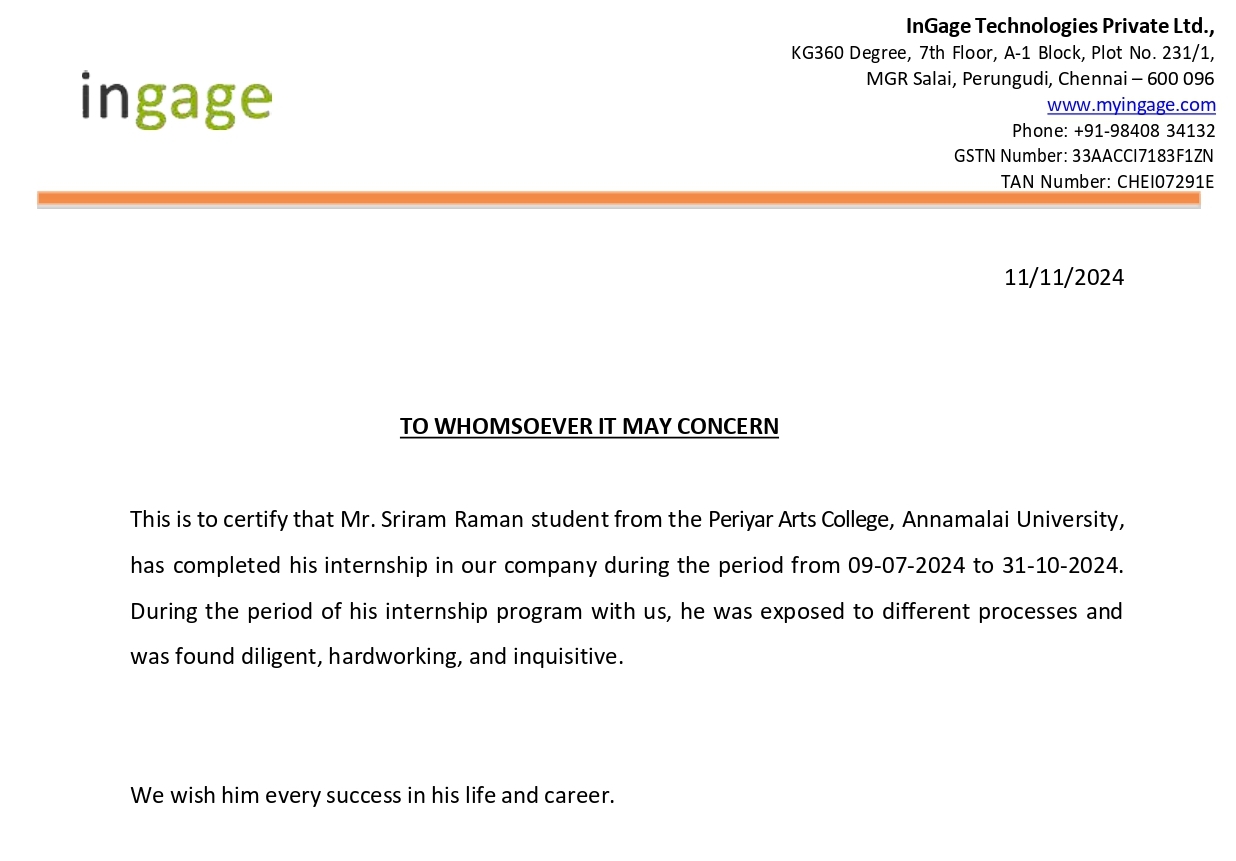 ingage
InGage Technologies Private Ltd.,
KG360 Degree, 7th Floor, A-1 Block, Plot No. 231/1,
MGR Salai, Perungudi, Chennai – 600 096
www.myingage.com
Phone: +91-98408 34132
GSTN Number: 33AACCI7183F1ZN
TAN Number: CHEI07291E
11/11/2024
TO WHOMSOEVER IT MAY CONCERN
This is to certify that Mr. Sriram Raman student from the Periyar Arts College, Annamalai University,
has completed his internship in our company during the period from 09-07-2024 to 31-10-2024.
During the period of his internship program with us, he was exposed to different processes and
was found diligent, hardworking, and inquisitive.
We wish him every success in his life and career.